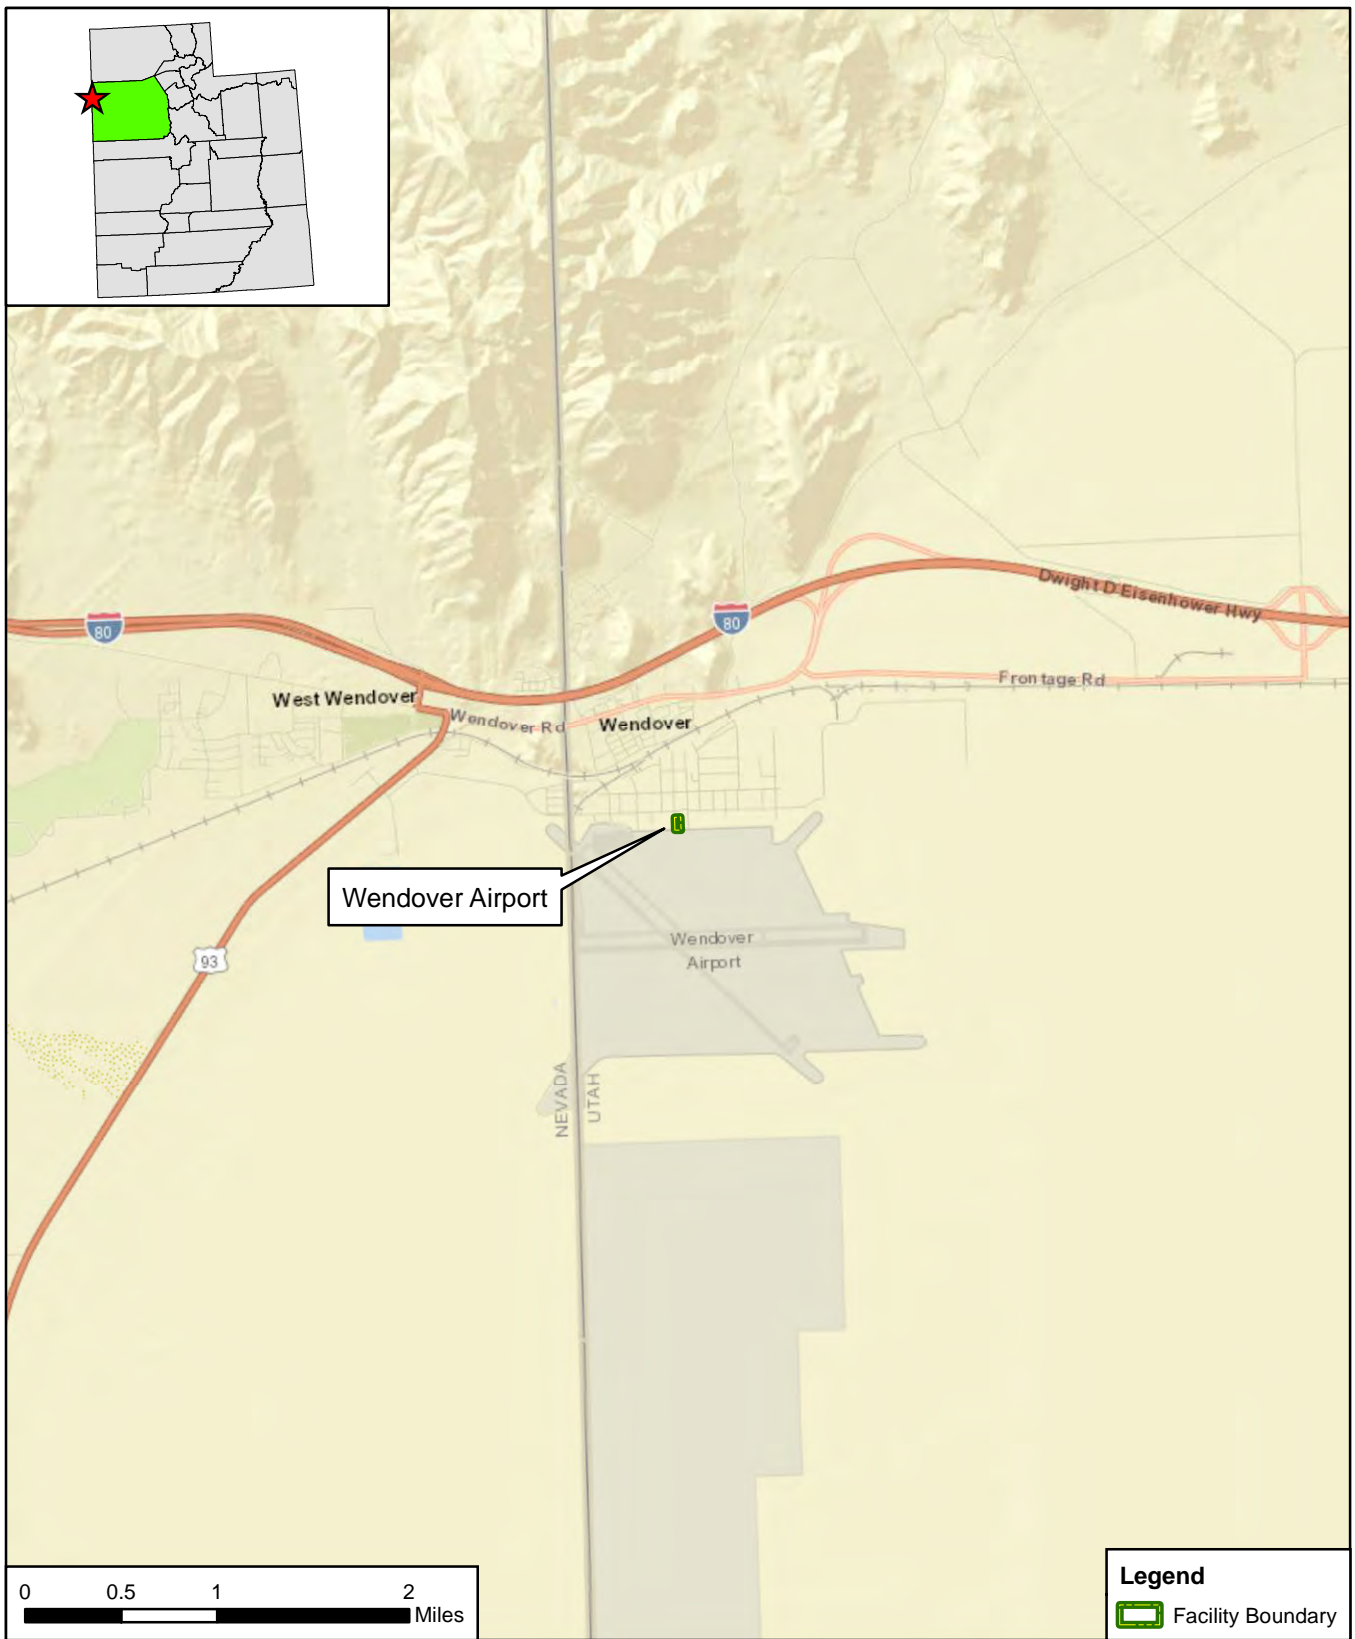 Dwight D Eisenhower Hwy
80
80
Frontage Rd
West Wendover
Wendover Rd
Wendover
Wendover Airport
Wendover
Airport
93
NEVADA
UTAH
0 0.5 1 2
Miles
Legend
Facility Boundary